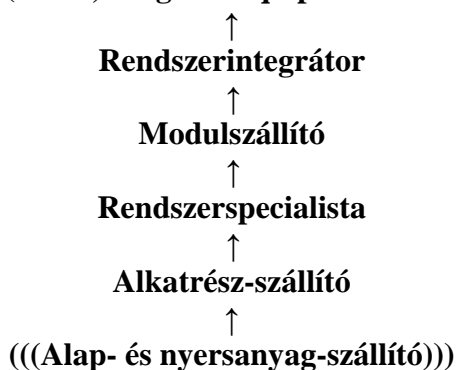 ↑
Rendszerintegrátor
↑
Modulszállító
↑
Rendszerspecialista
↑
Alkatrész-szállító
↑
(((Alap- és nyersanyag-szállító)))